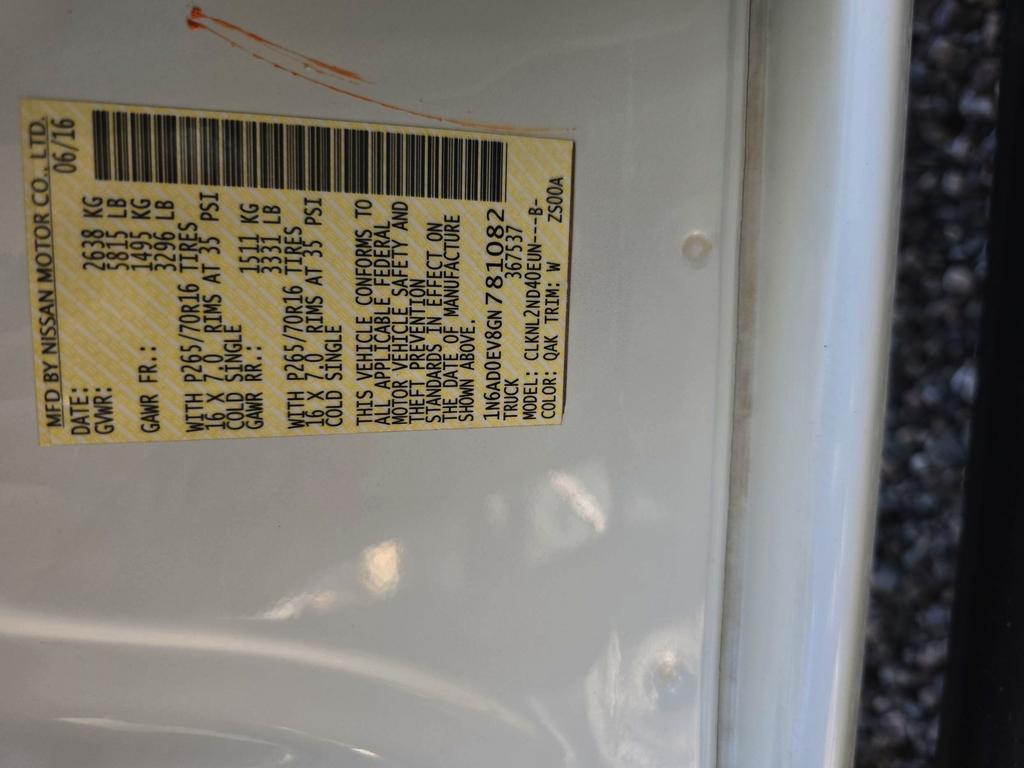 MFD BY NISSAN MOTOR CO., LTD.
DATE: 06/16
GVWR: 2638 KG
5815 LB
GAWR FR.: 1495 KG
3296 LB
WITH P265/70R16 TIRES
16 X 7.0 RIMS AT 35 PSI
COLD SINGLE
GAWR RR.: 1511 KG
3331 LB
WITH P265/70R16 TIRES
16 X 7.0 RIMS AT 35 PSI
COLD SINGLE
THIS VEHICLE CONFORMS TO
ALL APPLICABLE FEDERAL
MOTOR VEHICLE SAFETY AND
THEFT PREVENTION
STANDARDS IN EFFECT ON
THE DATE OF MANUFACTURE
SHOWN ABOVE.
1N6AD0EV8GN 781082
TRUCK 367537
MODEL: CLKNL2ND40EUN---B-
COLOR: QAK TRIM: W ZS00A